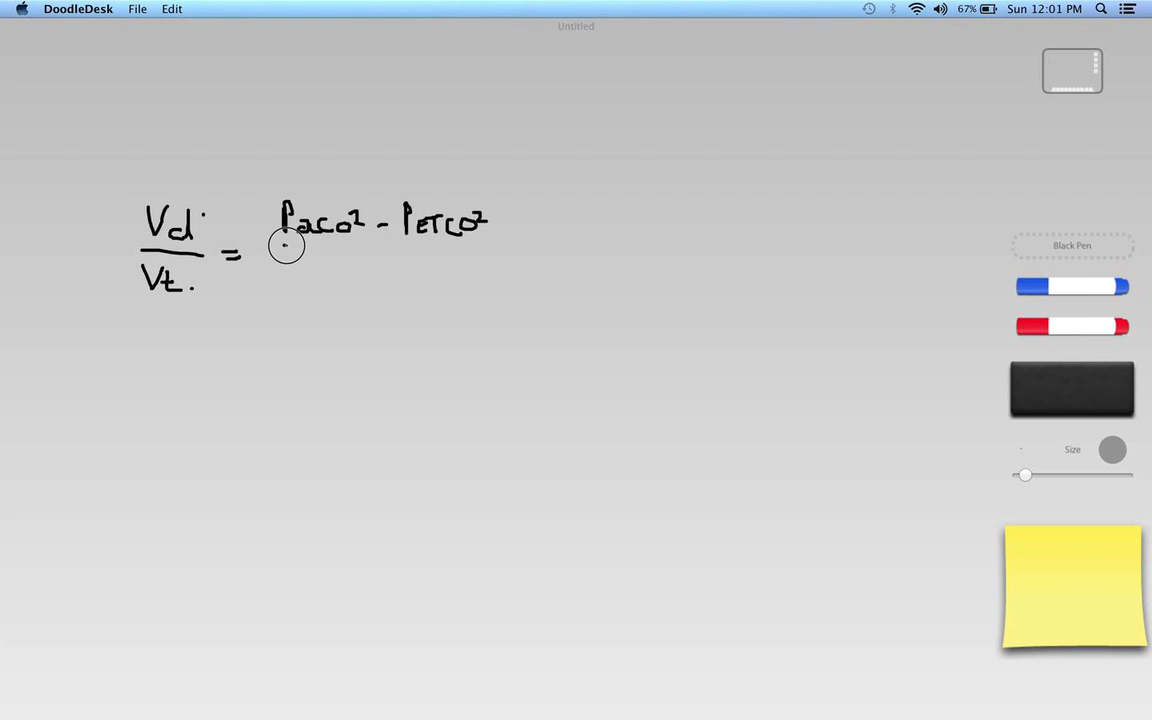 DoodleDesk File Edit 67% Sun 12:01 PM
Untitled
Vd. = PaCO² - PETCO²
Vt.
Black Pen
Size